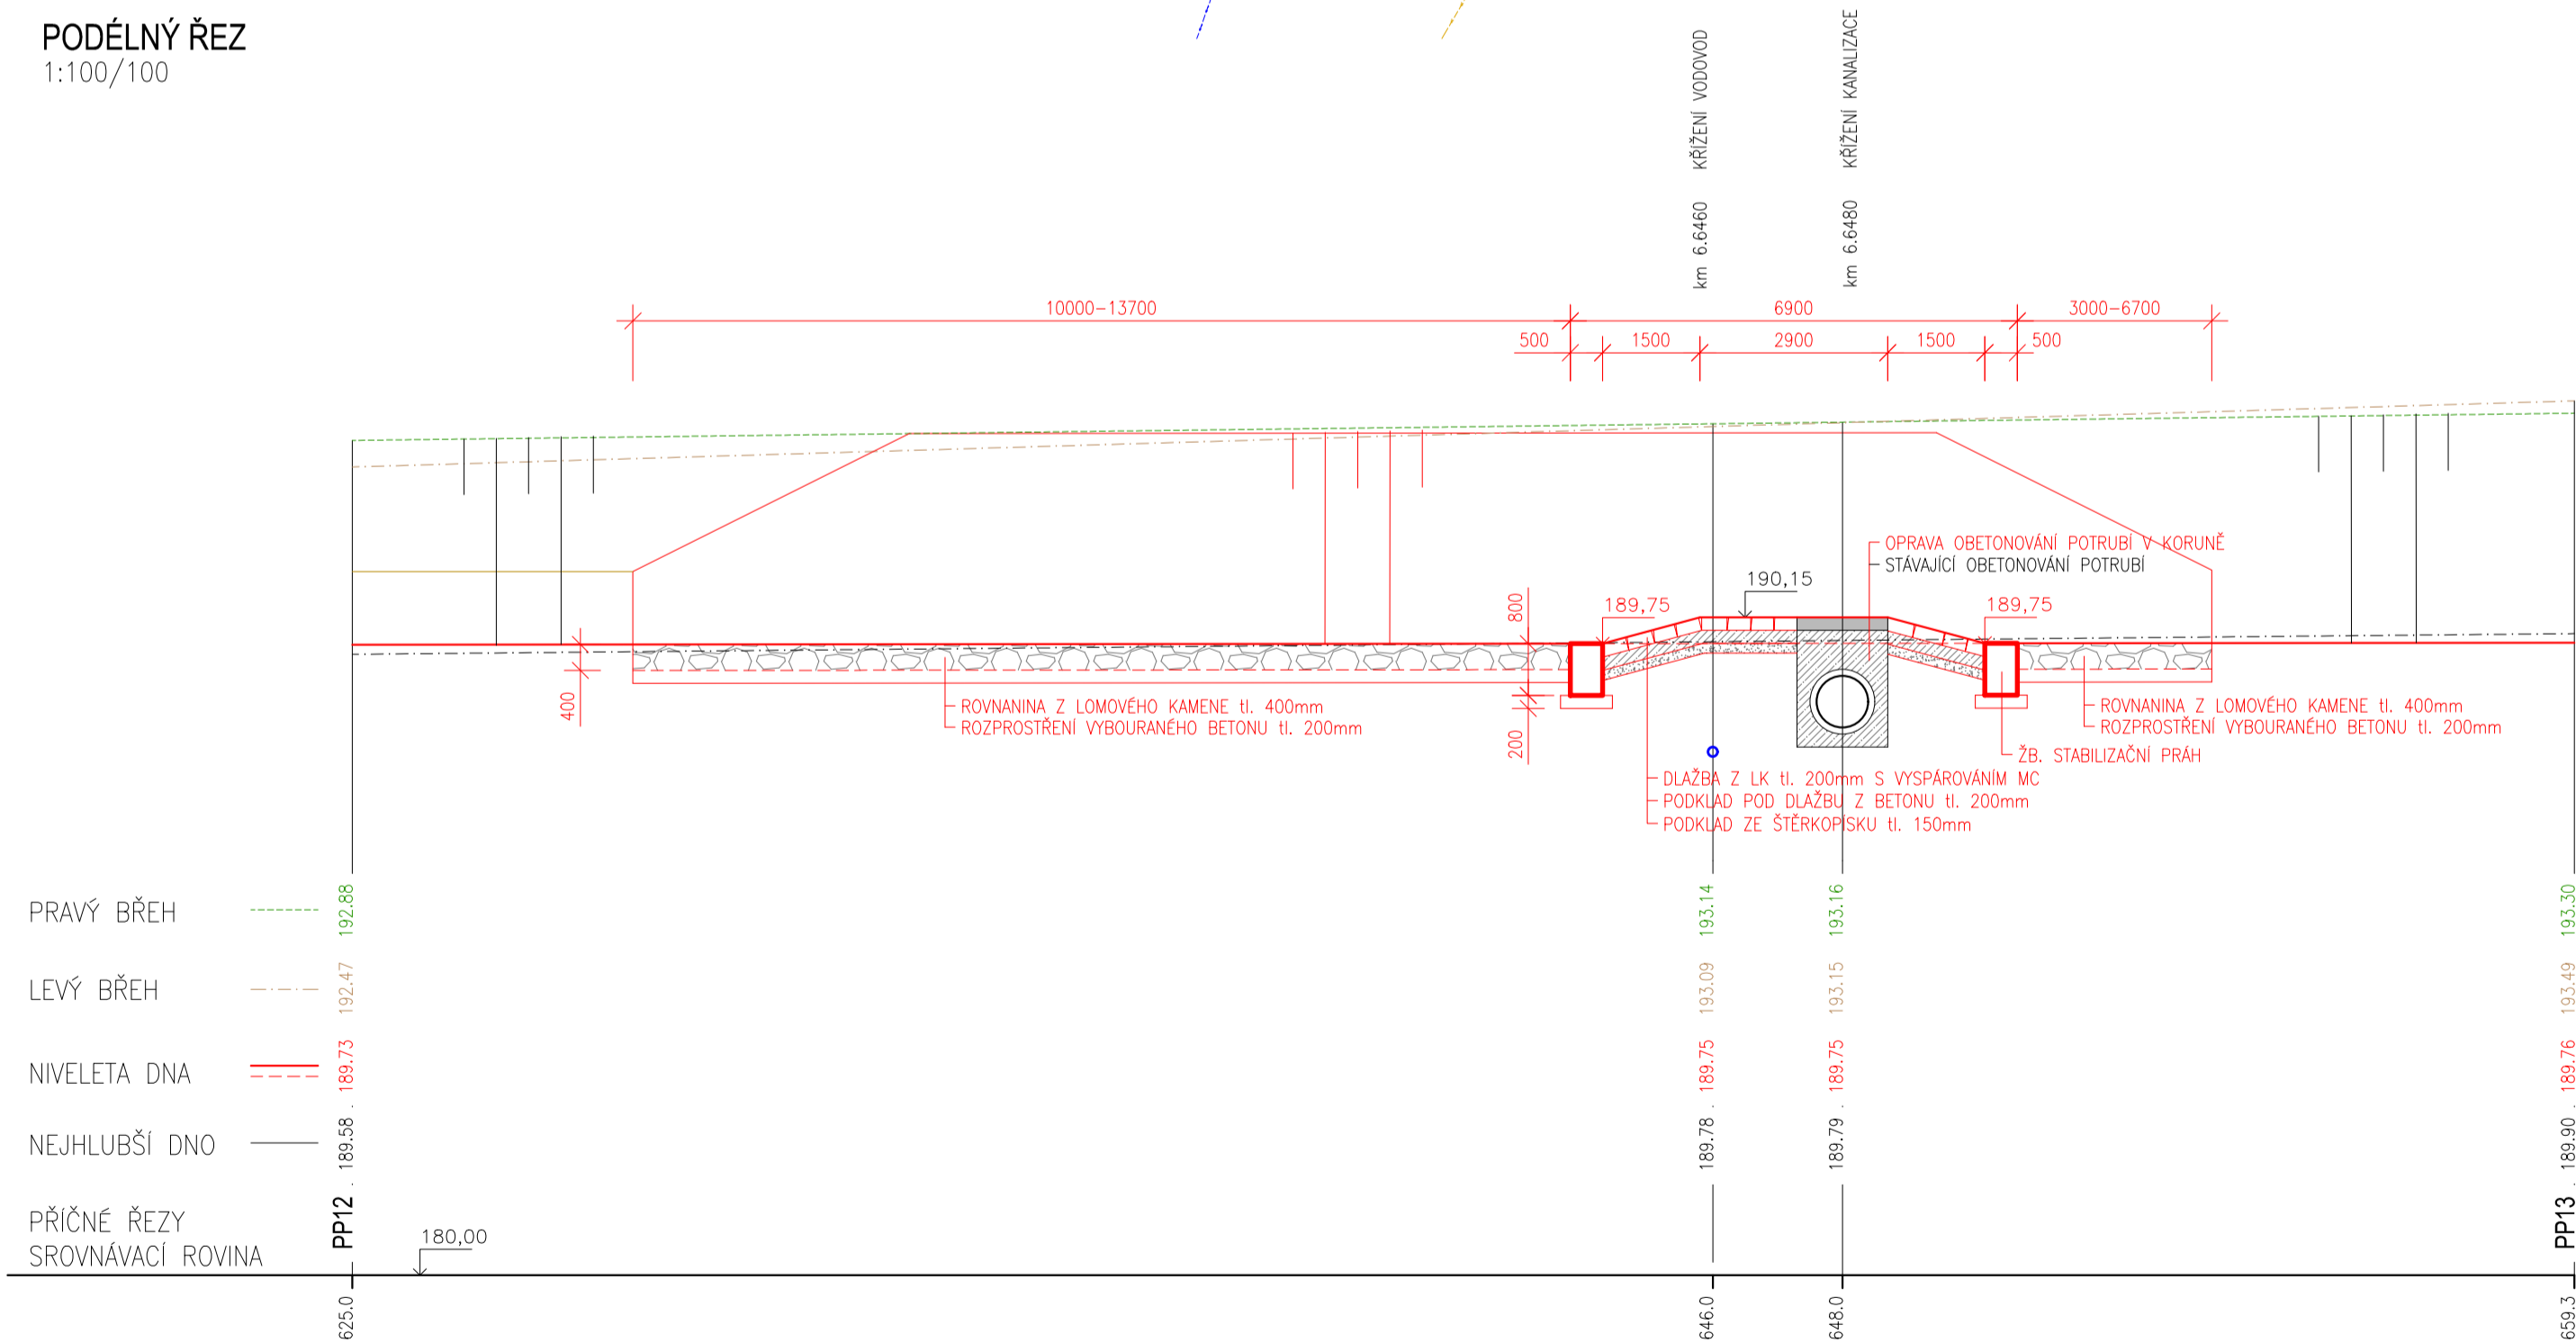 PODÉLNÝ ŘEZ
1:100/100
km 6.6460 KŘÍŽENÍ VODOVOD
km 6.6480 KŘÍŽENÍ KANALIZACE
10000-13700
6900
3000-6700
500
1500
2900
1500
500
OPRAVA OBETONOVÁNÍ POTRUBÍ V KORUNĚ
STÁVAJÍCÍ OBETONOVÁNÍ POTRUBÍ
190,15
800
189,75
189,75
400
200
ROVNANINA Z LOMOVÉHO KAMENE tl. 400mm
ROZPROSTŘENÍ VYBOURANÉHO BETONU tl. 200mm
ROVNANINA Z LOMOVÉHO KAMENE tl. 400mm
ROZPROSTŘENÍ VYBOURANÉHO BETONU tl. 200mm
ŽB. STABILIZAČNÍ PRÁH
DLAŽBA Z LK tl. 200mm S VYSPÁROVÁNÍM MC
PODKLAD POD DLAŽBU Z BETONU tl. 200mm
PODKLAD ZE ŠTĚRKOPÍSKU tl. 150mm
PRAVÝ BŘEH 192.88 193.14 193.16 193.30
LEVÝ BŘEH 192.47 193.09 193.15 193.49
NIVELETA DNA 189.73 189.75 189.75 189.76
NEJHLUBŠÍ DNO 189.58 189.78 189.79 189.90
PŘÍČNÉ ŘEZY PP12 PP13
SROVNÁVACÍ ROVINA 180,00
625.0 646.0 648.0 659.3